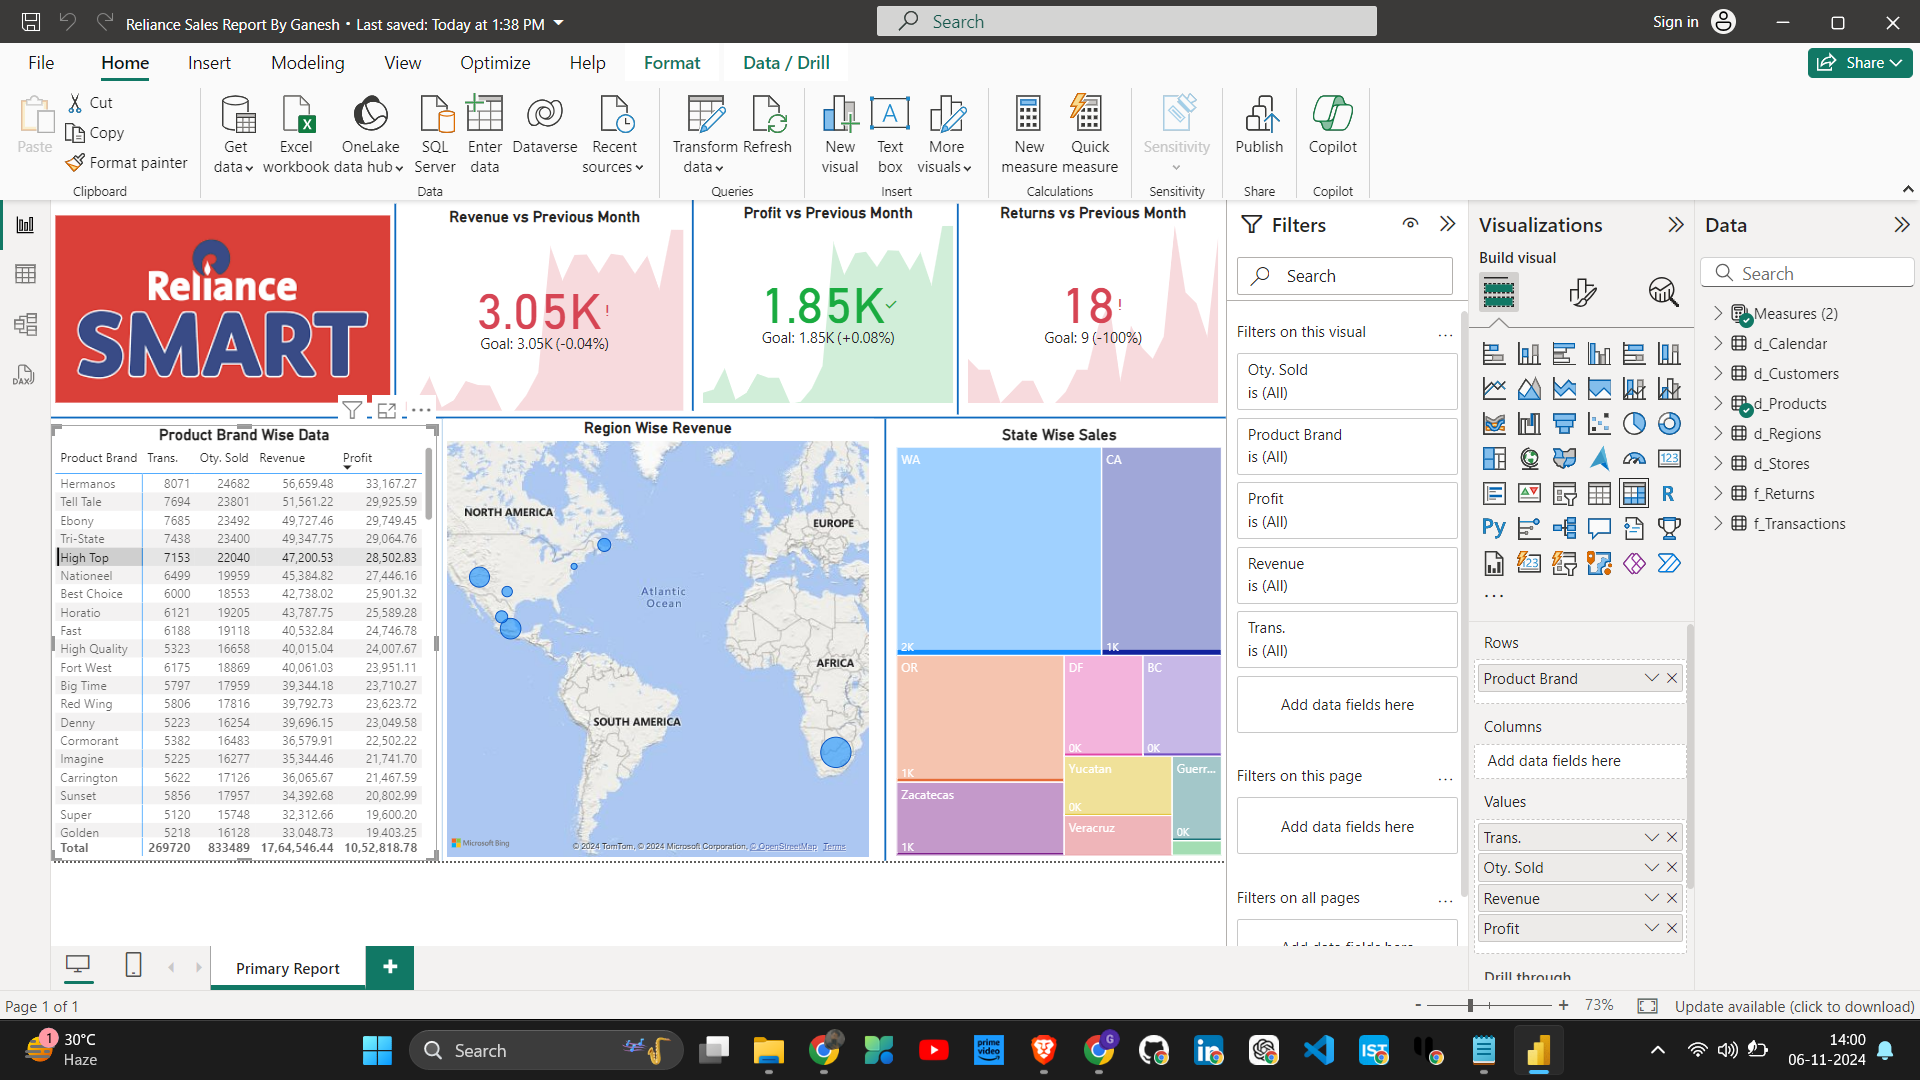 Reliance Sales Report By Ganesh • Last saved: Today at 1:38 PM
Search
Sign in
File Home Insert Modeling View Optimize Help Format Data / Drill
Share
Paste
Cut
Copy
Format painter
Clipboard
Get data
Excel workbook
OneLake data hub
SQL Server
Enter data
Dataverse
Recent sources
Data
Transform data
Refresh
Queries
New visual
Text box
More visuals
Insert
New measure
Quick measure
Calculations
Sensitivity
Sensitivity
Publish
Share
Copilot
Copilot
DAX
Reliance
SMART
Revenue vs Previous Month
3.05K!
Goal: 3.05K (-0.04%)
Profit vs Previous Month
1.85K
Goal: 1.85K (+0.08%)
Returns vs Previous Month
18!
Goal: 9 (-100%)
Product Brand Wise Data
Product Brand Trans. Oty. Sold Revenue Profit
Hermanos 8071 24682 56,659.48 33,167.27
Tell Tale 7694 23801 51,561.22 29,925.59
Ebony 7685 23492 49,727.46 29,749.45
Tri-State 7438 23400 49,347.75 29,064.76
High Top 7153 22040 47,200.53 28,502.83
Nationeel 6499 19959 45,384.82 27,446.16
Best Choice 6000 18553 42,738.02 25,901.32
Horatio 6121 19205 43,787.75 25,589.28
Fast 6188 19118 40,532.84 24,746.78
High Quality 5323 16658 40,015.04 24,007.67
Fort West 6175 18869 40,061.03 23,951.11
Big Time 5797 17959 39,344.18 23,710.27
Red Wing 5806 17816 39,792.73 23,623.72
Denny 5223 16254 39,696.15 23,049.58
Cormorant 5382 16483 36,579.91 22,502.22
Imagine 5225 16277 35,344.46 21,741.70
Carrington 5622 17126 36,065.67 21,467.59
Sunset 5856 17957 34,392.68 20,802.99
Super 5120 15748 32,312.66 19,600.20
Golden 5218 16128 33,048.73 19,403.25
Total 269720 833489 17,64,546.44 10,52,818.78
Region Wise Revenue
NORTH AMERICA
EUROPE
Atlantic
Ocean
AFRICA
SOUTH AMERICA
Microsoft Bing
© 2024 TomTom, © 2024 Microsoft Corporation, © OpenStreetMap Terms
State Wise Sales
WA
2K
CA
1K
OR
1K
DF
0K
BC
0K
Zacatecas
1K
Yucatan
0K
Guerr...
0K
Veracruz
Filters
Search
Filters on this visual ...
Oty. Sold
is (All)
Product Brand
is (All)
Profit
is (All)
Revenue
is (All)
Trans.
is (All)
Add data fields here
Filters on this page ...
Add data fields here
Filters on all pages ...
Add data fields here
Visualizations
Build visual
123
R
Py
123
...
Rows
Product Brand
Columns
Add data fields here
Values
Trans.
Oty. Sold
Revenue
Profit
Drill through
Data
Search
Measures (2)
d_Calendar
d_Customers
d_Products
d_Regions
d_Stores
f_Returns
f_Transactions
Primary Report
+
Page 1 of 1
- + 73%
Update available (click to download)
1
30°C
Haze
Search
prime video
G
IST
14:00
06-11-2024